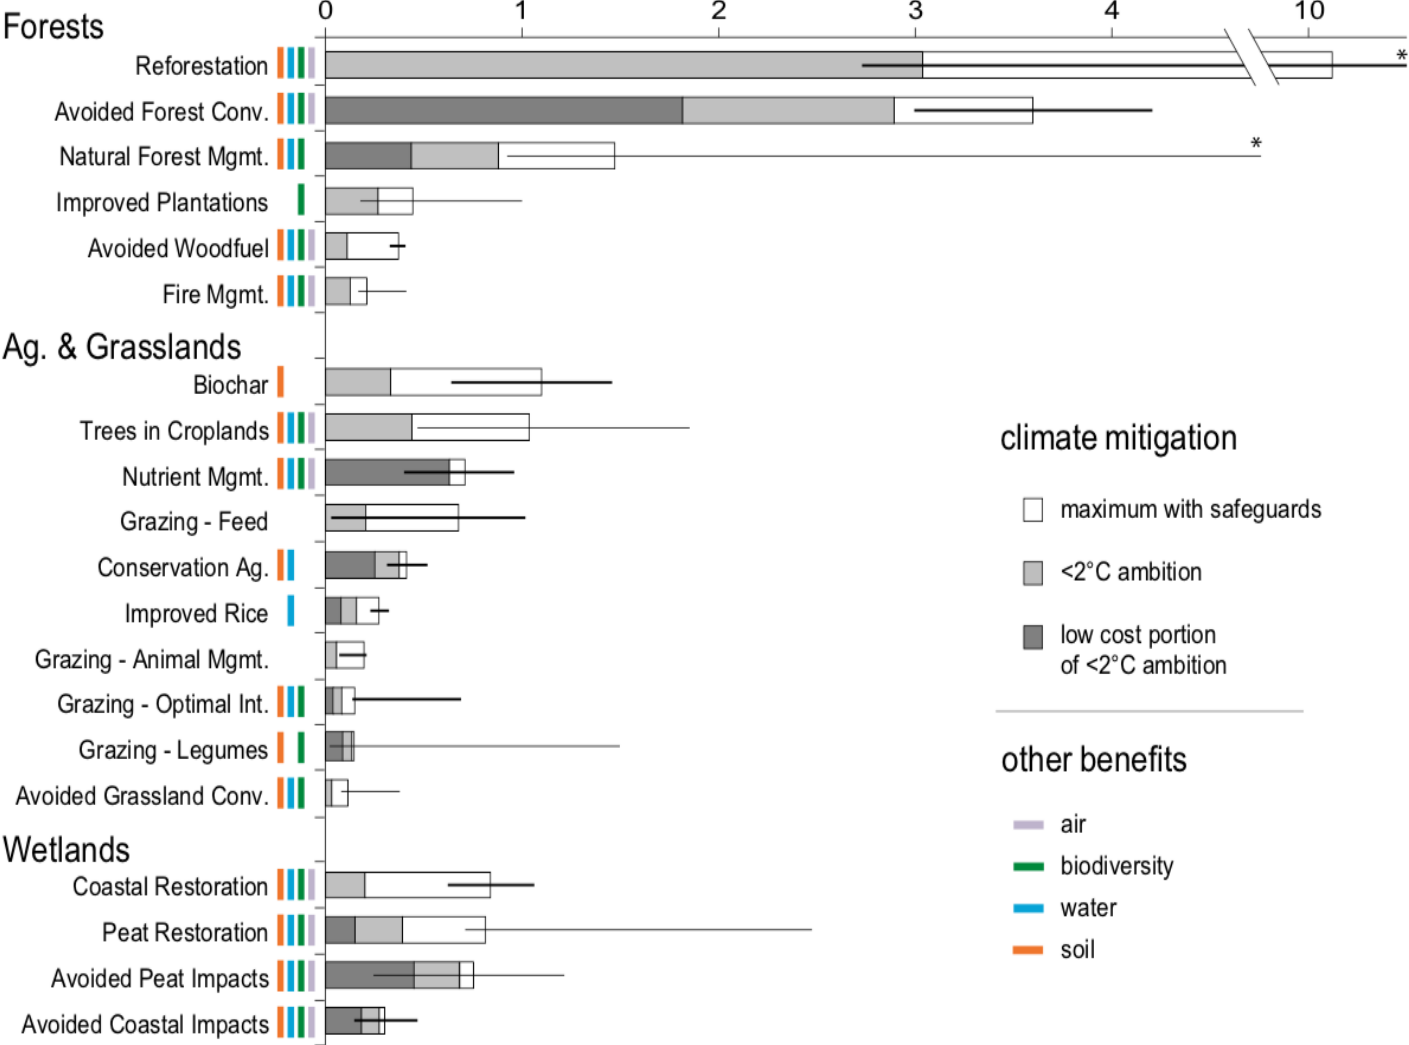 0 1 2 3 4 10
Forests
Reforestation
*
Avoided Forest Conv.
Natural Forest Mgmt.
*
Improved Plantations
Avoided Woodfuel
Fire Mgmt.
Ag. & Grasslands
Biochar
Trees in Croplands
Nutrient Mgmt.
Grazing - Feed
Conservation Ag.
Improved Rice
Grazing - Animal Mgmt.
Grazing - Optimal Int.
Grazing - Legumes
Avoided Grassland Conv.
Wetlands
Coastal Restoration
Peat Restoration
Avoided Peat Impacts
Avoided Coastal Impacts
climate mitigation
maximum with safeguards
<2°C ambition
low cost portion
of <2°C ambition
other benefits
air
biodiversity
water
soil